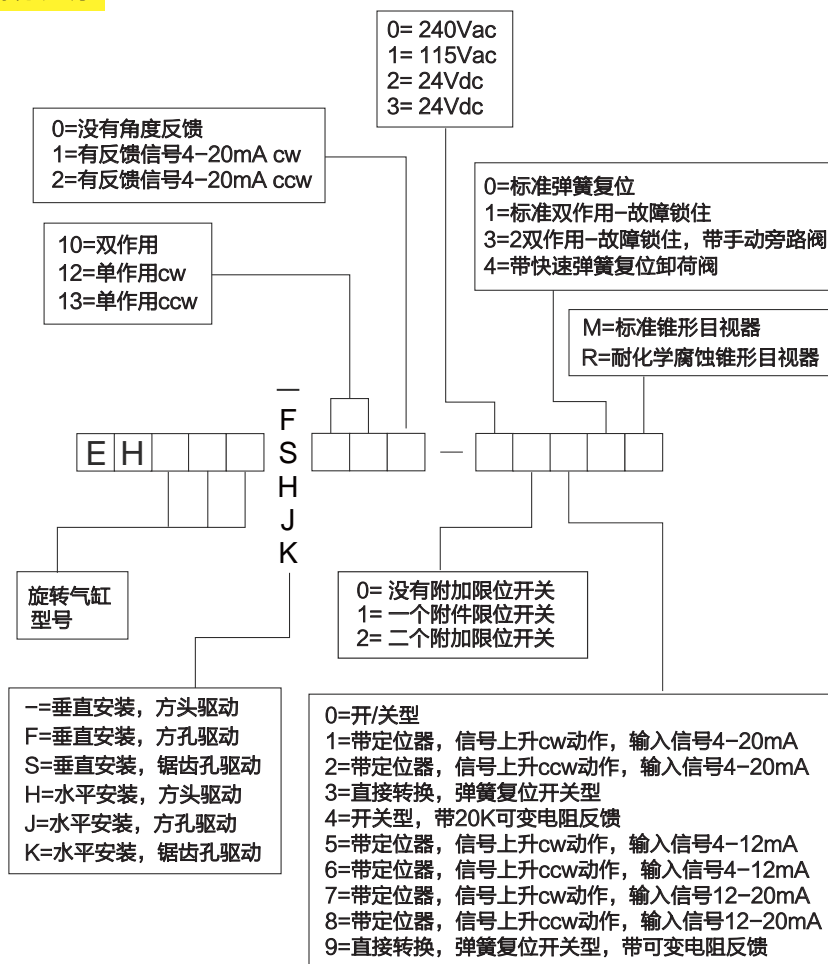 0= 240Vac
1= 115Vac
2= 24Vdc
3= 24Vdc
0=没有角度反馈
1=有反馈信号4-20mA cw
2=有反馈信号4-20mA ccw
0=标准弹簧复位
1=标准双作用-故障锁住
3=2双作用-故障锁住，带手动旁路阀
4=带快速弹簧复位卸荷阀
10=双作用
12=单作用cw
13=单作用ccw
M=标准锥形目视器
R=耐化学腐蚀锥形目视器
—
F
E H S —
H
J
K
旋转气缸
型号
0= 没有附加限位开关
1= 一个附件限位开关
2= 二个附加限位开关
-=垂直安装，方头驱动
F=垂直安装，方孔驱动
S=垂直安装，锯齿孔驱动
H=水平安装，方头驱动
J=水平安装，方孔驱动
K=水平安装，锯齿孔驱动
0=开/关型
1=带定位器，信号上升cw动作，输入信号4-20mA
2=带定位器，信号上升ccw动作，输入信号4-20mA
3=直接转换，弹簧复位开关型
4=开关型，带20K可变电阻反馈
5=带定位器，信号上升cw动作，输入信号4-12mA
6=带定位器，信号上升ccw动作，输入信号4-12mA
7=带定位器，信号上升cw动作，输入信号12-20mA
8=带定位器，信号上升ccw动作，输入信号12-20mA
9=直接转换，弹簧复位开关型，带可变电阻反馈